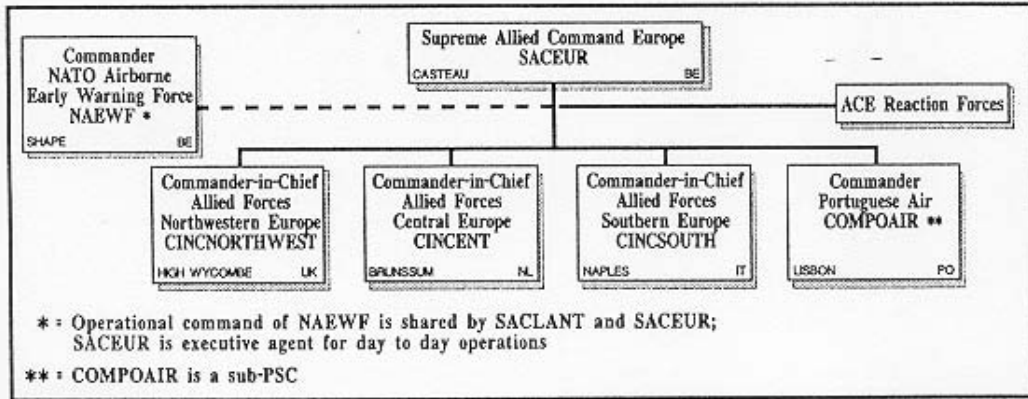 Supreme Allied Command Europe
SACEUR
CASTEAU BE
Commander
NATO Airborne
Early Warning Force
NAEWF *
SHAPE BE
ACE Reaction Forces
Commander-in-Chief
Allied Forces
Northwestern Europe
CINCNORTHWEST
HIGH WYCOMBE UK
Commander-in-Chief
Allied Forces
Central Europe
CINCENT
BRUNSSUM NL
Commander-in-Chief
Allied Forces
Southern Europe
CINCSOUTH
NAPLES IT
Commander
Portuguese Air
COMPOAIR **
LISBON PO
* = Operational command of NAEWF is shared by SACLANT and SACEUR;
SACEUR is executive agent for day to day operations
** = COMPOAIR is a sub-PSC